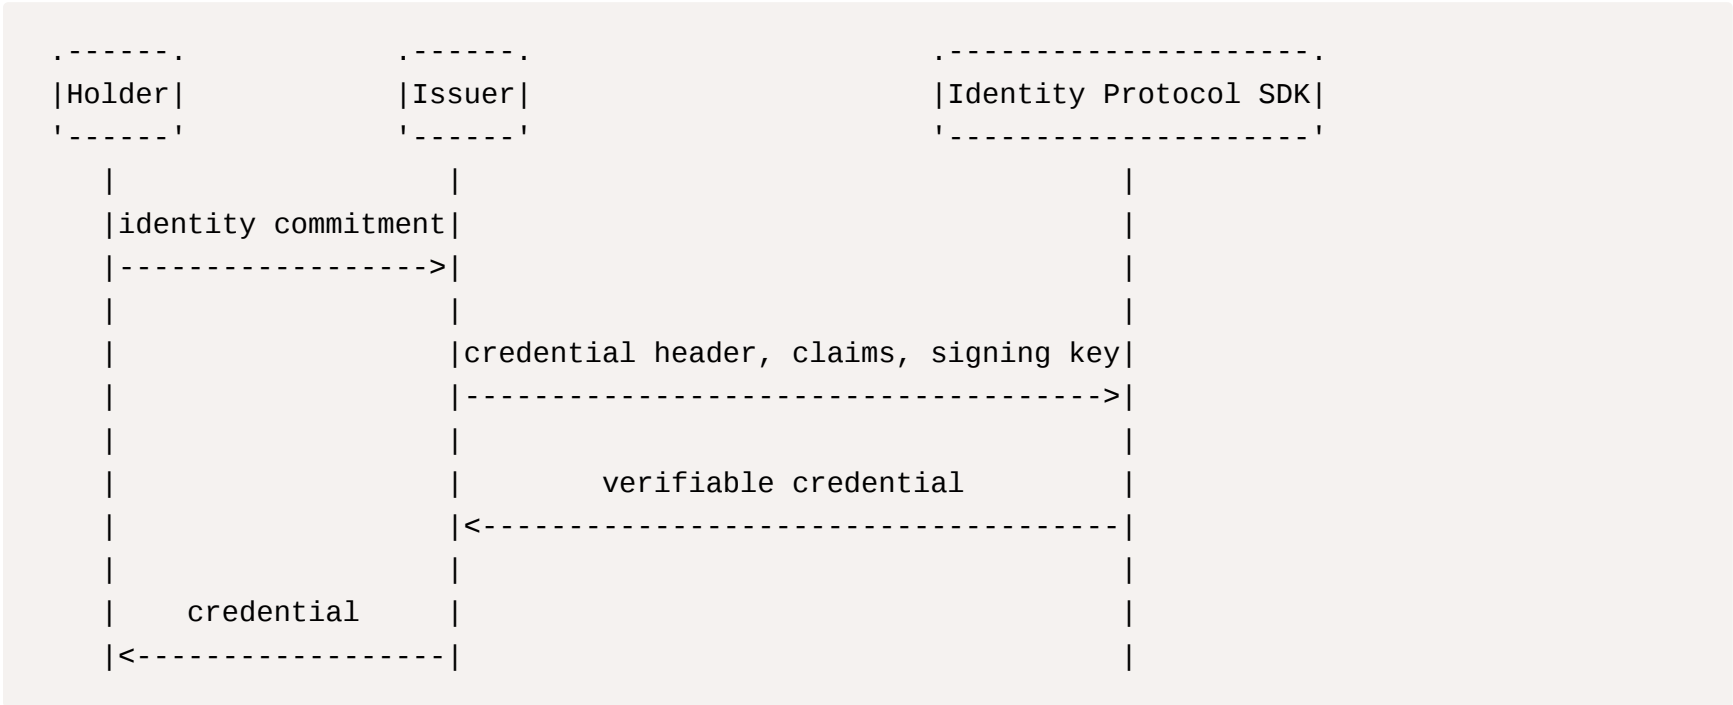 Holder Issuer Identity Protocol SDK
identity commitment
credential header, claims, signing key
verifiable credential
credential